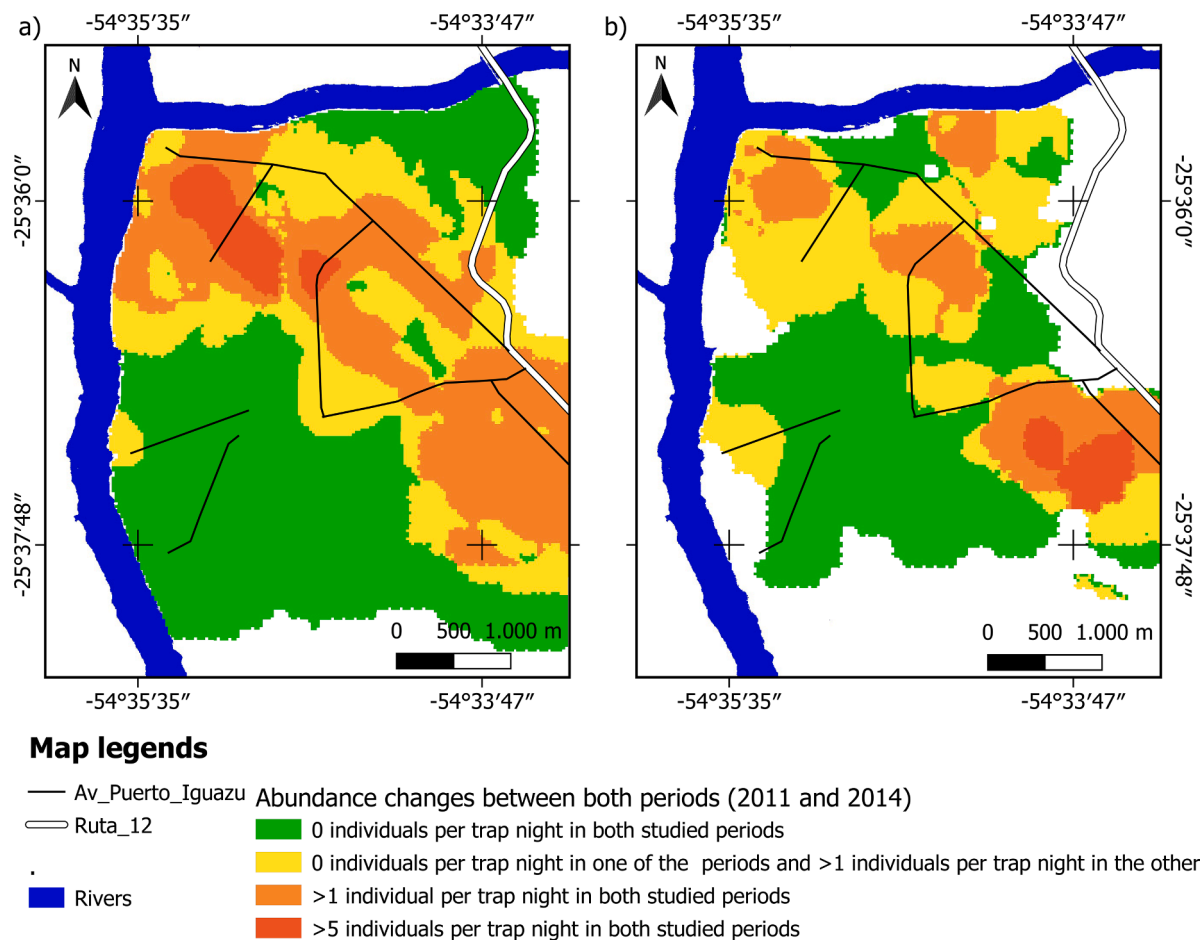 a)
-54°35′35″ -54°33′47″
b)
-54°35′35″ -54°33′47″
N
N
-25°36′0″
-25°36′0″
-25°37′48″
-25°37′48″
0 500 1.000 m
0 500 1.000 m
-54°35′35″ -54°33′47″
-54°35′35″ -54°33′47″
Map legends
Av_Puerto_Iguazu
Ruta_12
.
Rivers
Abundance changes between both periods (2011 and 2014)
0 individuals per trap night in both studied periods
0 individuals per trap night in one of the periods and >1 individuals per trap night in the other
>1 individual per trap night in both studied periods
>5 individuals per trap night in both studied periods